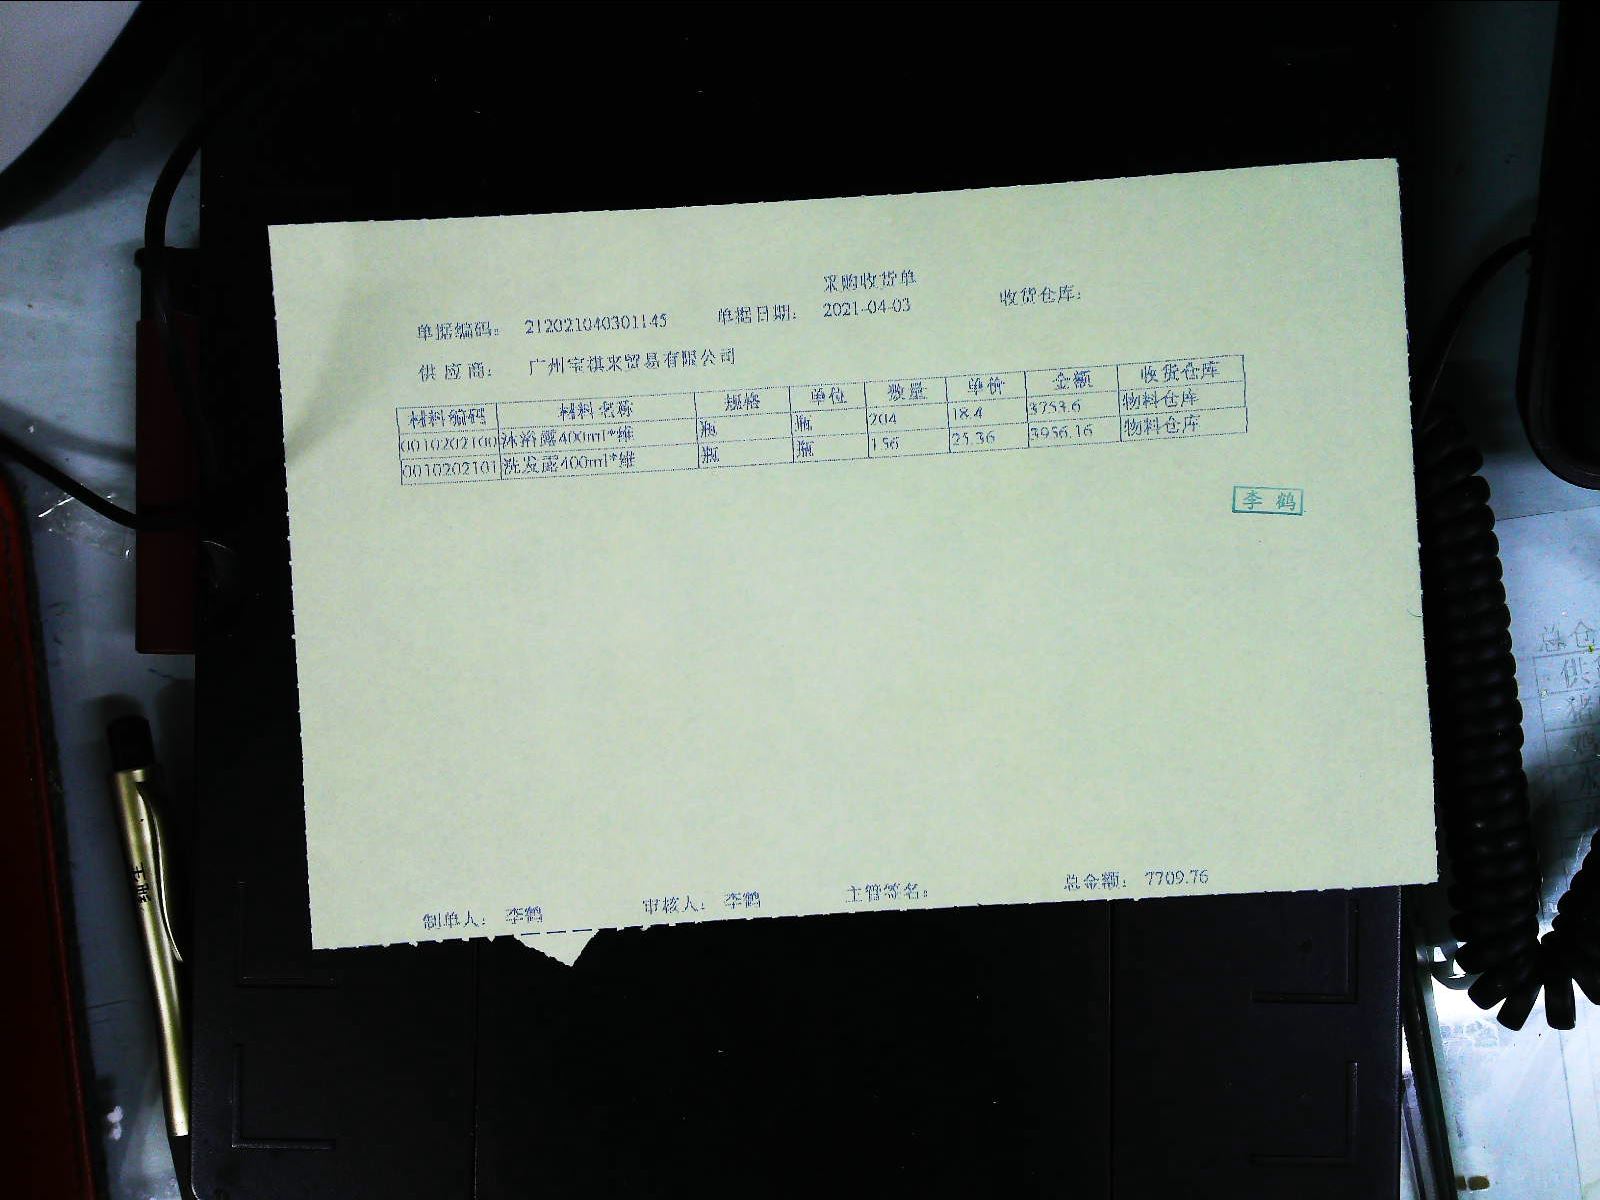 采购收货单
单据编码： 212021040301145 单据日期： 2021-04-03 收货仓库：
供应商： 广州宝祺来贸易有限公司
材料编码 材料名称 规格 单位 数量 单价 金额 收货仓库
0010202100 沐浴露400ml*维 瓶 瓶 204 18.4 3753.6 物料仓库
0010202101 洗发露400ml*维 瓶 瓶 156 25.36 3956.16 物料仓库
李鹤
制单人： 李鹤 审核人： 李鹤 主管签名： 总金额： 7709.76
总仓